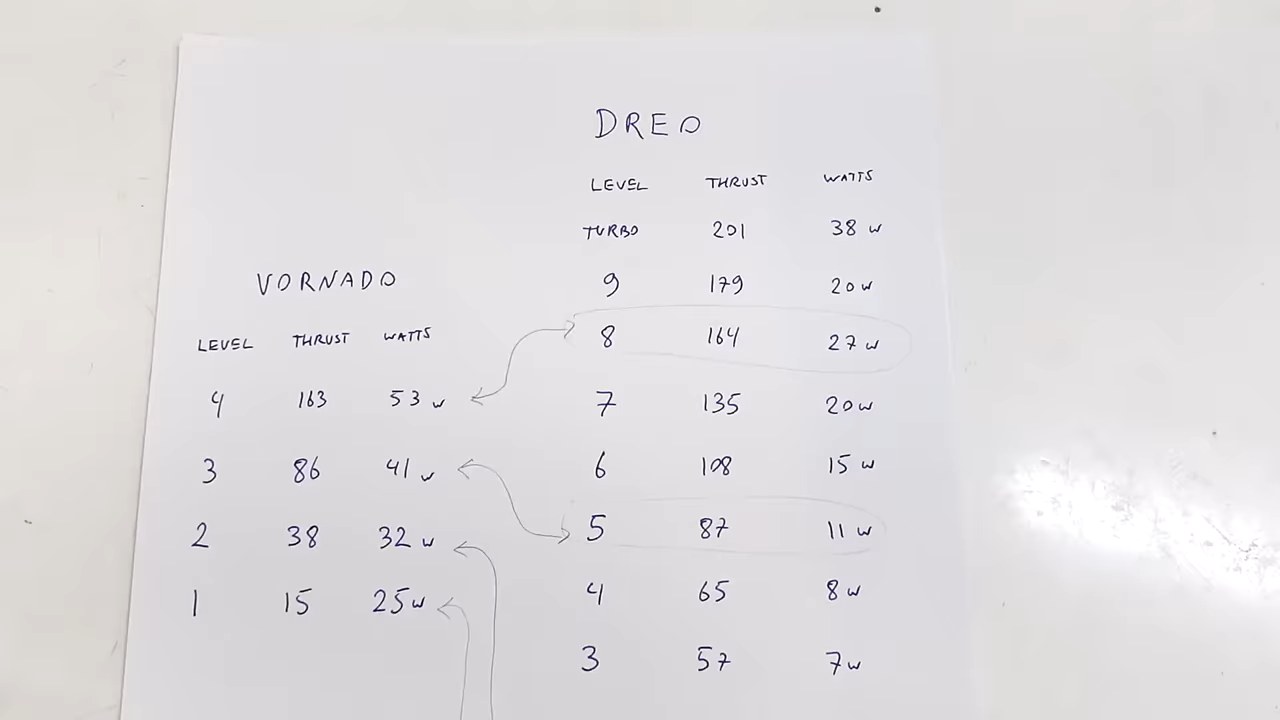 DREO
LEVEL THRUST WATTS
TURBO 201 38 W
9 179 20 W
8 164 27 W
7 135 20 W
6 108 15 W
5 87 11 W
4 65 8 W
3 57 7 W
VORNADO
LEVEL THRUST WATTS
4 163 53 W
3 86 41 W
2 38 32 W
1 15 25 W